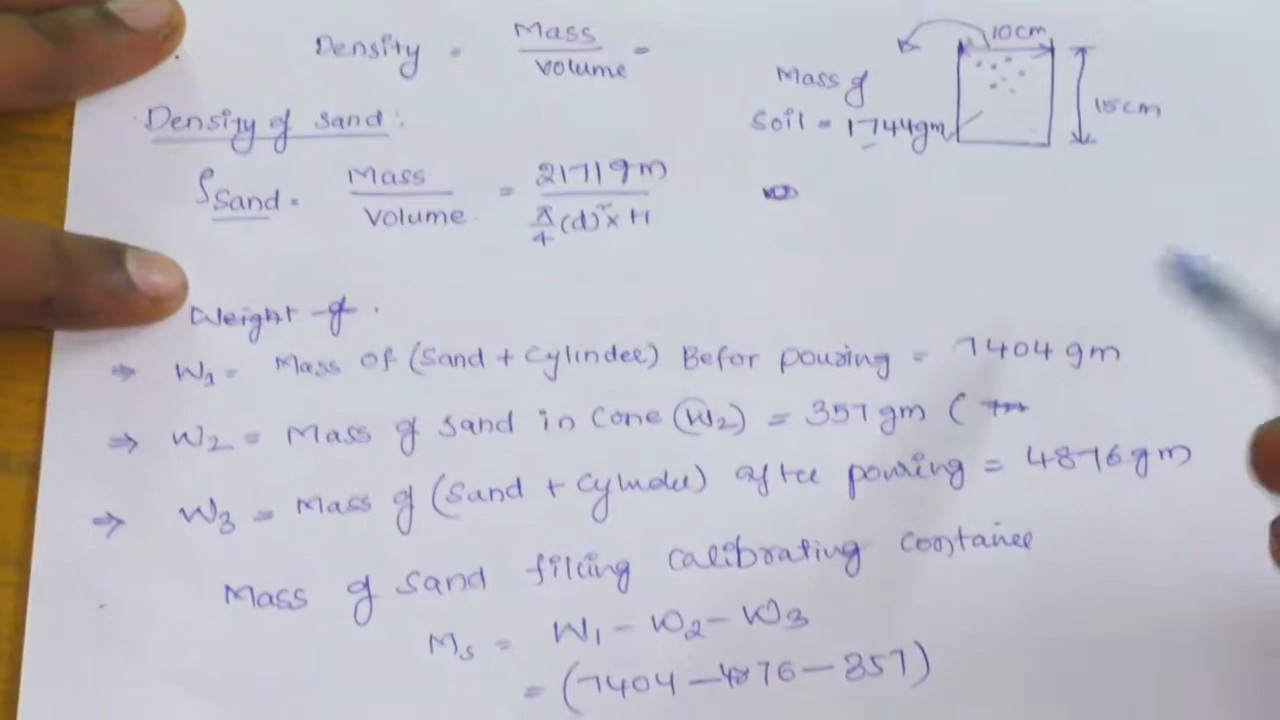 Density = Mass / Volume =
10cm
Mass of
Soil = 1744gm
15cm
Density of Sand:
ρSand = Mass / Volume = 2171gm / π/4 (d)² × H
Weight of
⇒ W1 = Mass of (Sand + Cylinder) Befor pouring = 7404 gm
⇒ W2 = Mass of sand in Cone (W2) = 357 gm (
⇒ W3 = Mass of (Sand + Cylinder) after pouring = 4876 gm
Mass of Sand filling calibrating container
Ms = W1 - W2 - W3
= (7404 - 4876 - 357)